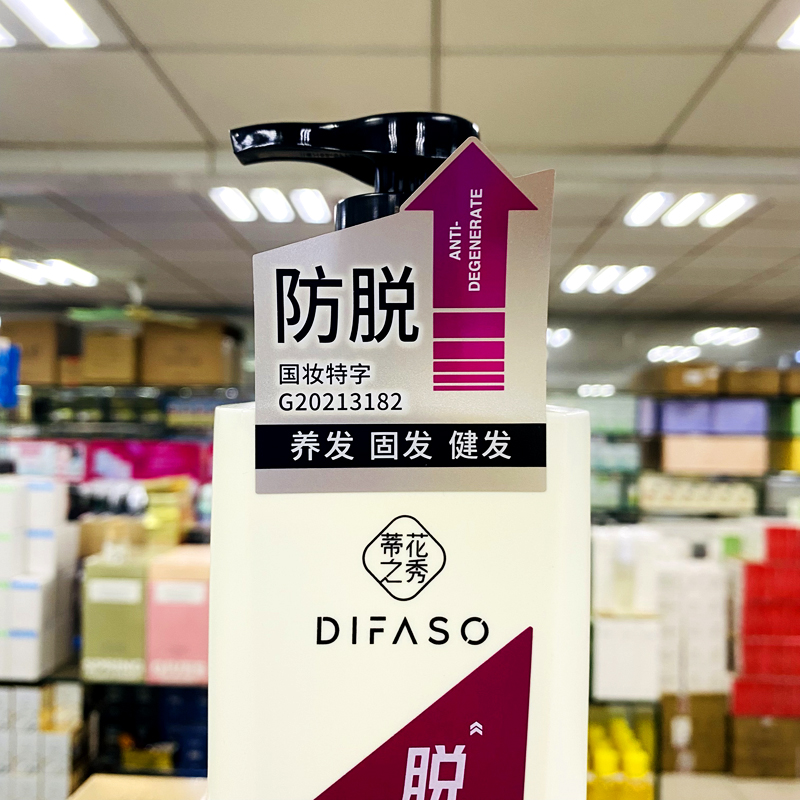 ANTI-
DEGENERATE
防脱
国妆特字
G20213182
养发 固发 健发
蒂花
之秀
DIFASO
脱